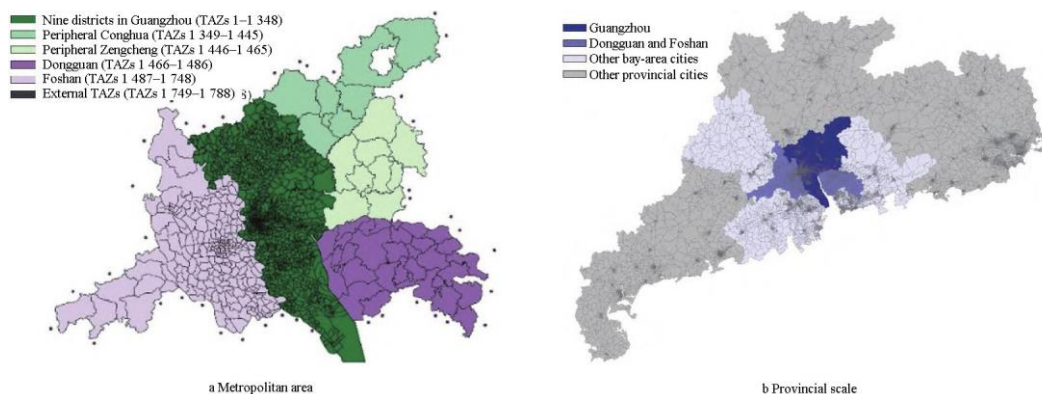 Nine districts in Guangzhou (TAZs 1–1 348)
Peripheral Conghua (TAZs 1 349–1 445)
Peripheral Zengcheng (TAZs 1 446–1 465)
Dongguan (TAZs 1 466–1 486)
Foshan (TAZs 1 487–1 748)
External TAZs (TAZs 1 749–1 788)
a Metropolitan area
Guangzhou
Dongguan and Foshan
Other bay-area cities
Other provincial cities
b Provincial scale